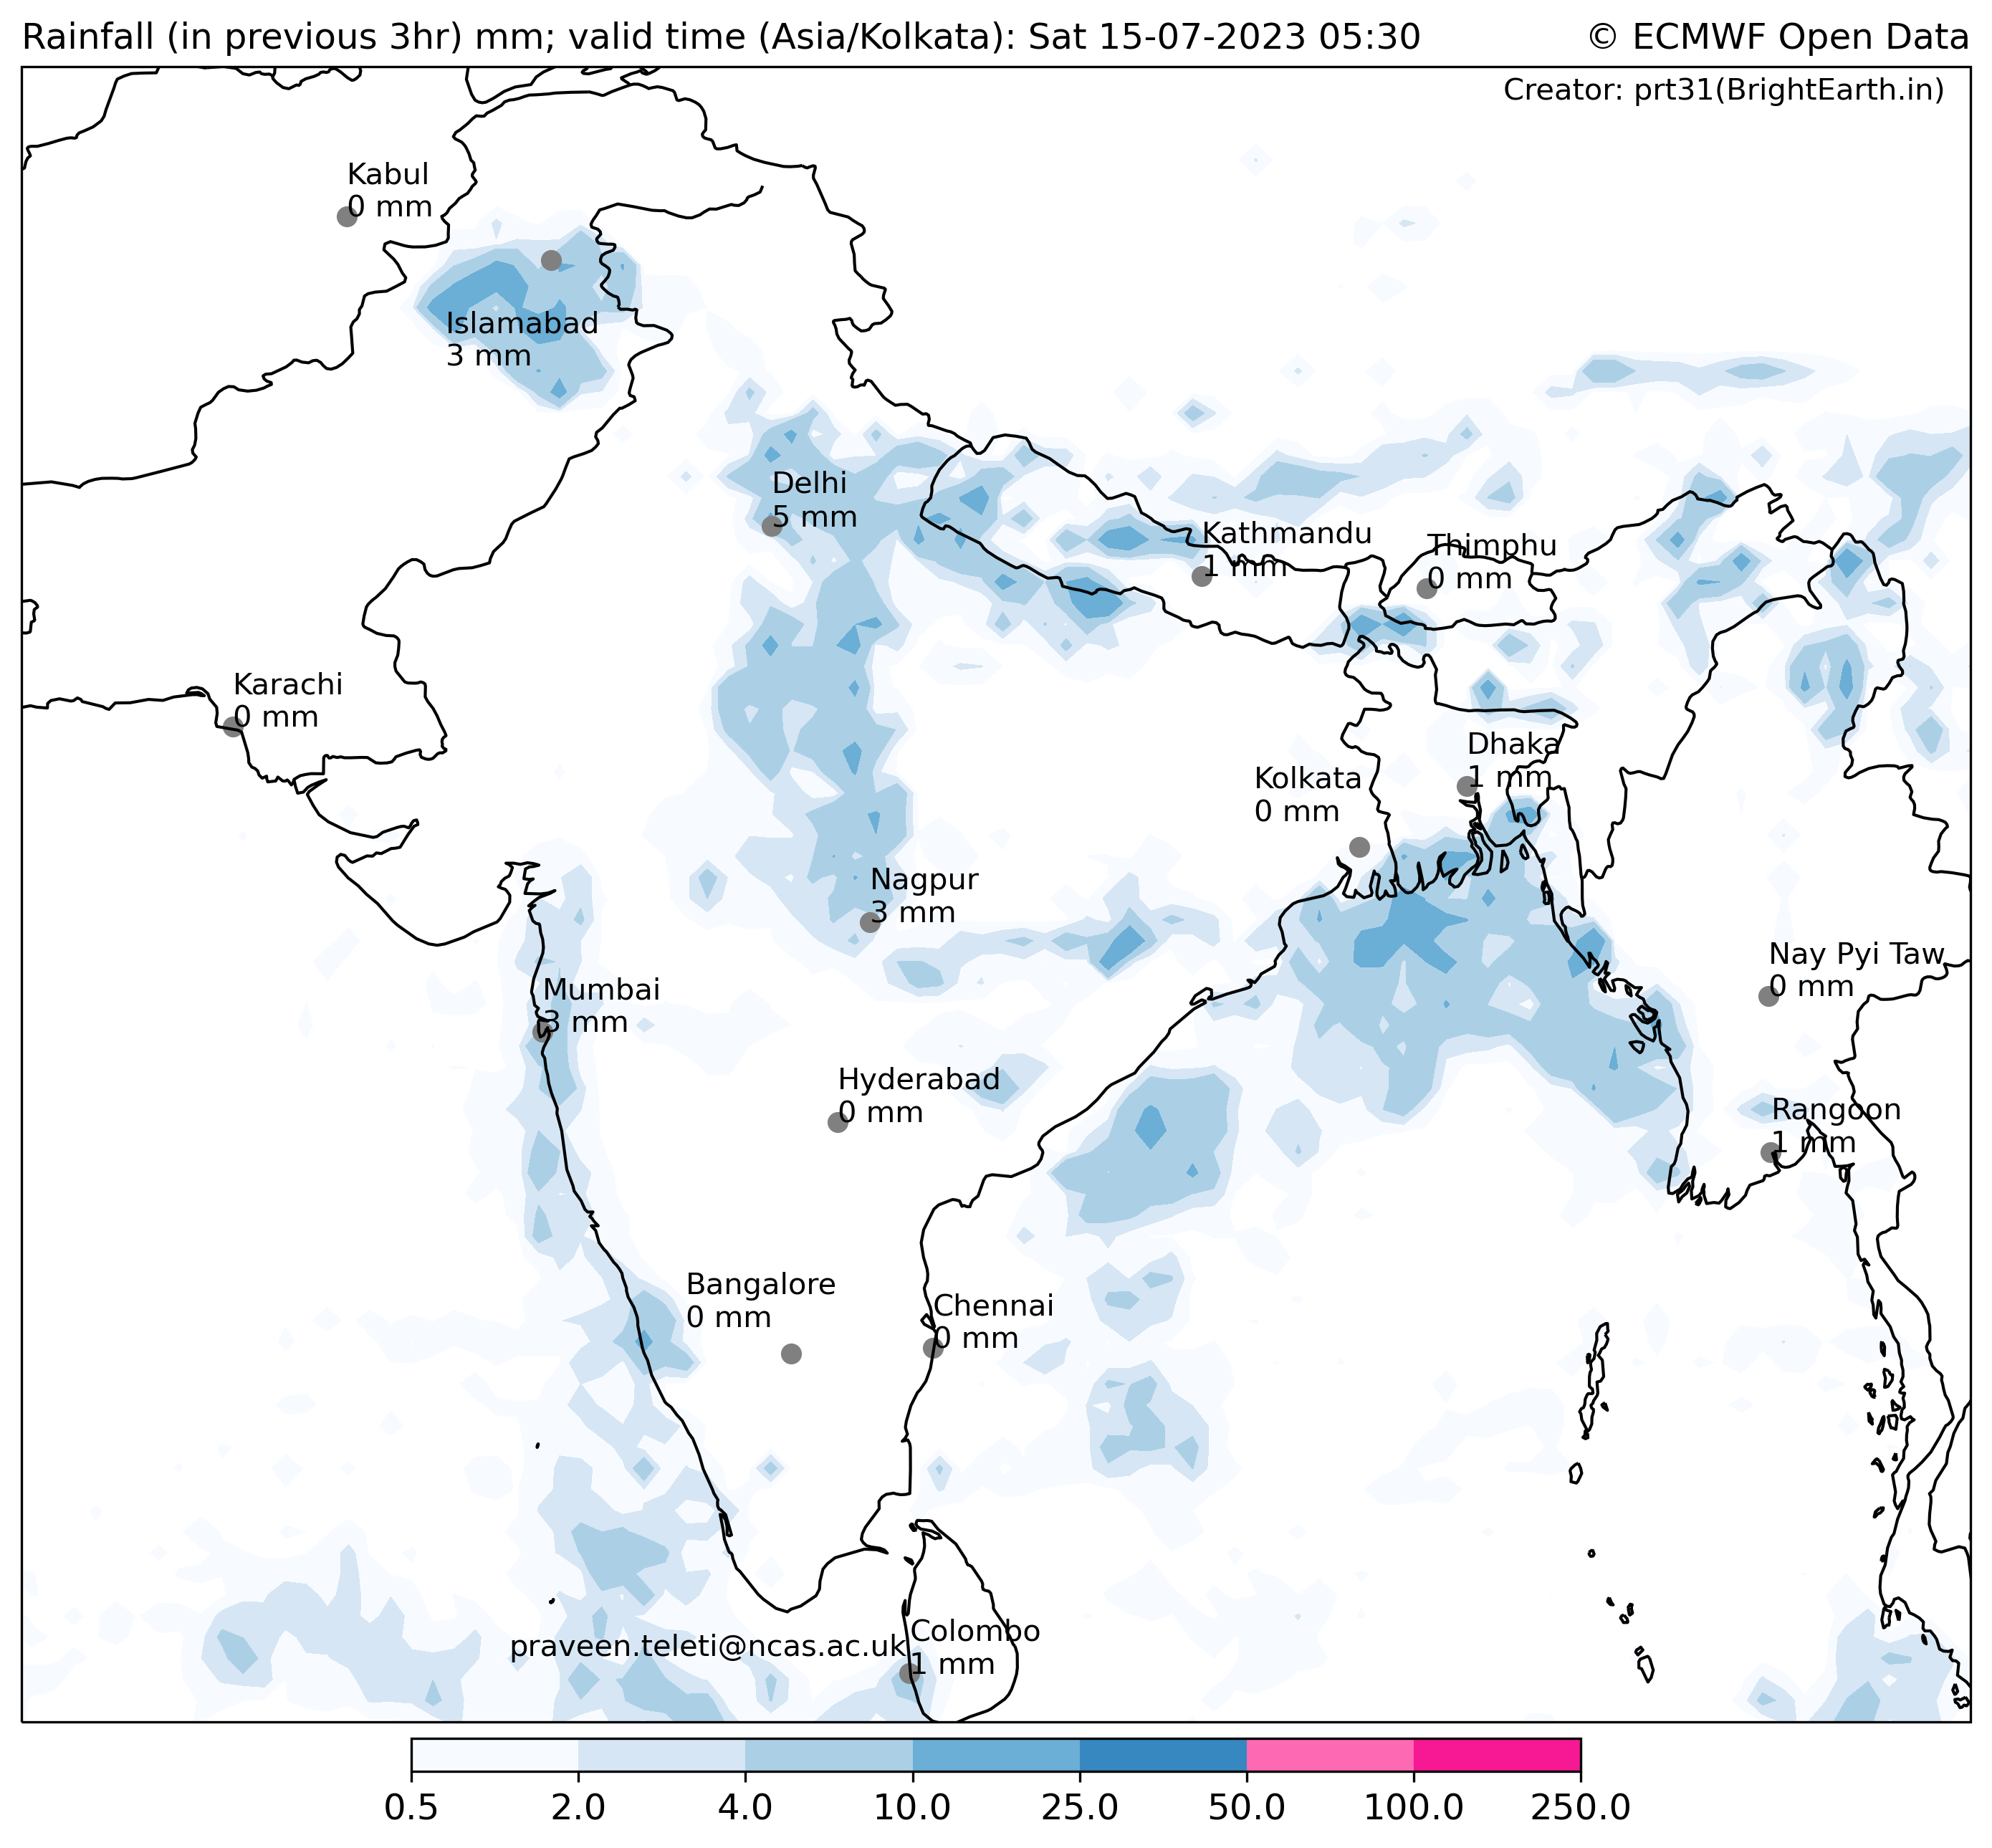 Rainfall (in previous 3hr) mm; valid time (Asia/Kolkata): Sat 15-07-2023 05:30
© ECMWF Open Data
Creator: prt31(BrightEarth.in)
Kabul
0 mm
Islamabad
3 mm
Delhi
5 mm
Kathmandu
1 mm
Thimphu
0 mm
Karachi
0 mm
Dhaka
1 mm
Kolkata
0 mm
Nagpur
3 mm
Nay Pyi Taw
0 mm
Mumbai
3 mm
Hyderabad
0 mm
Rangoon
1 mm
Bangalore
0 mm
Chennai
0 mm
Colombo
1 mm
praveen.teleti@ncas.ac.uk
0.5 2.0 4.0 10.0 25.0 50.0 100.0 250.0